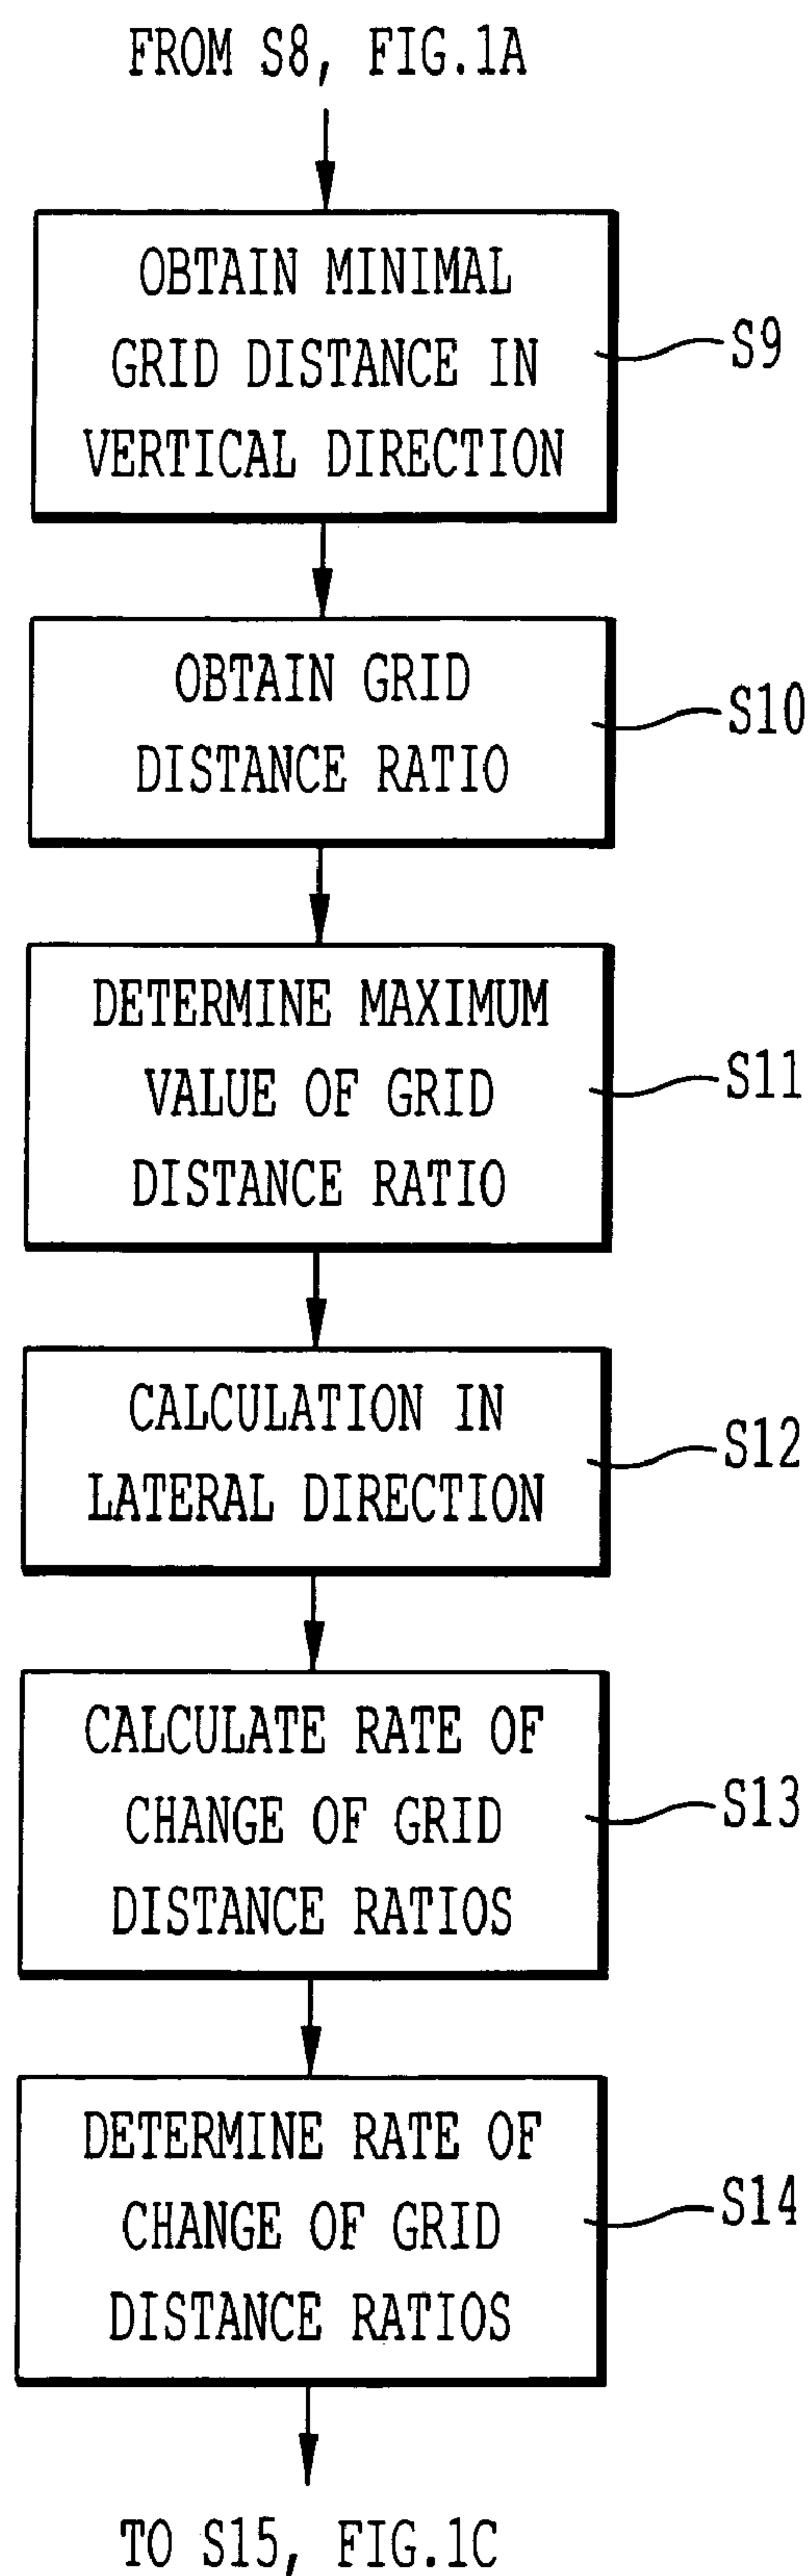 FROM S8, FIG.1A
OBTAIN MINIMAL
GRID DISTANCE IN
VERTICAL DIRECTION
S9
OBTAIN GRID
DISTANCE RATIO
S10
DETERMINE MAXIMUM
VALUE OF GRID
DISTANCE RATIO
S11
CALCULATION IN
LATERAL DIRECTION
S12
CALCULATE RATE OF
CHANGE OF GRID
DISTANCE RATIOS
S13
DETERMINE RATE OF
CHANGE OF GRID
DISTANCE RATIOS
S14
TO S15, FIG.1C